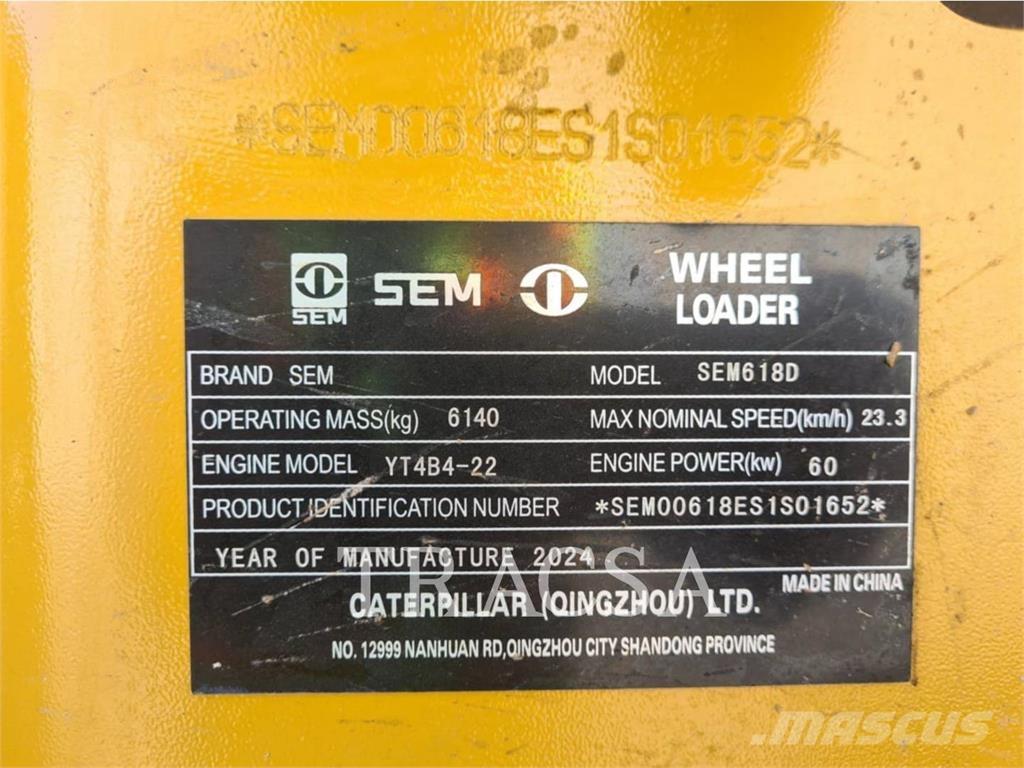 *SEM00618ES1S01652*
SEM
SEM
WHEEL
LOADER
BRAND SEM
MODEL SEM618D
OPERATING MASS(kg) 6140
MAX NOMINAL SPEED(km/h) 23.3
ENGINE MODEL YT4B4-22
ENGINE POWER(kw) 60
PRODUCT IDENTIFICATION NUMBER *SEM00618ES1S01652*
YEAR OF MANUFACTURE 2024
TRACSA
MADE IN CHINA
CATERPILLAR (QINGZHOU) LTD.
NO. 12999 NANHUAN RD,QINGZHOU CITY SHANDONG PROVINCE
mascus